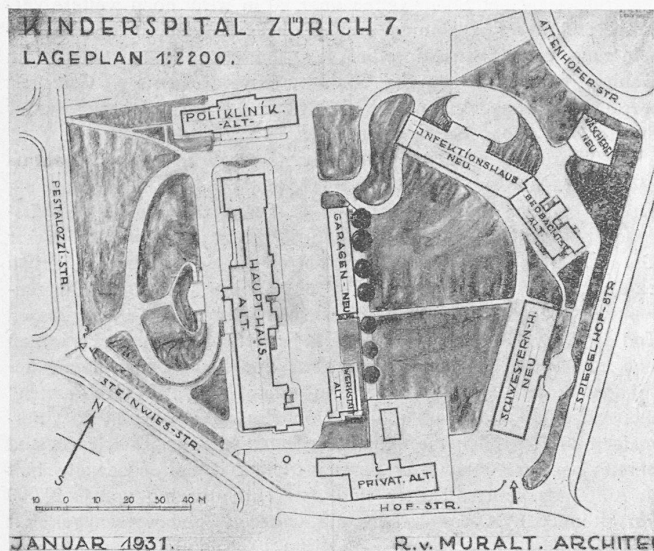 KINDERSPITAL ZÜRICH 7.
LAGEPLAN 1:2200.
ATTENHOFER-STR.
POLIKLINIK.
-ALT-
WÄSCHEREI
NEU
INFEKTIONSHAUS
NEU.
BEOBACHT.-ST.
ALT
PESTALOZZI-STR.
GARAGEN-NEU
HAUPT-HAUS.
ALT.
SCHWESTERN-H.
NEU
SPIEGELHOF-STR
WERKSTATT
ALT
STEINWIES-STR.
N
S
PRIVAT. ALT.
HOF-STR.
10 0 10 20 30 40 M
JANUAR 1931.
R.v. MURALT. ARCHITEK